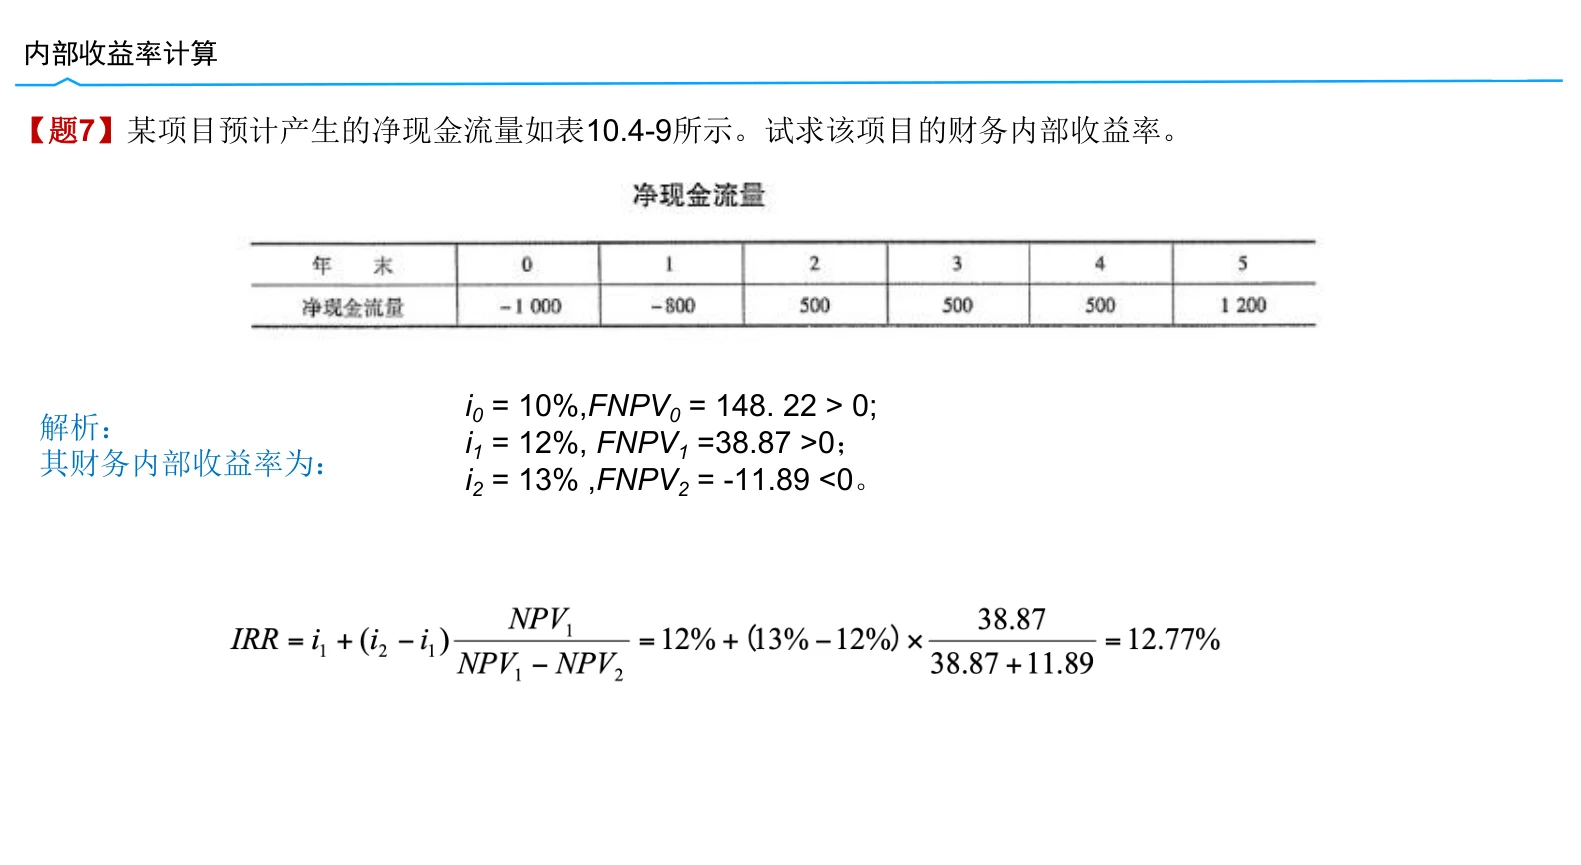 内部收益率计算
【题7】某项目预计产生的净现金流量如表10.4-9所示。试求该项目的财务内部收益率。
净现金流量
年 末 0 1 2 3 4 5
净现金流量 -1 000 -800 500 500 500 1 200
解析:
其财务内部收益率为:
i0 = 10%,FNPV0 = 148. 22 > 0;
i1 = 12%, FNPV1 =38.87 >0；
i2 = 13% ,FNPV2 = -11.89 <0。
IRR = i1 + (i2 − i1) NPV1 / (NPV1 − NPV2) = 12% + (13% − 12%) × 38.87 / (38.87 + 11.89) = 12.77%